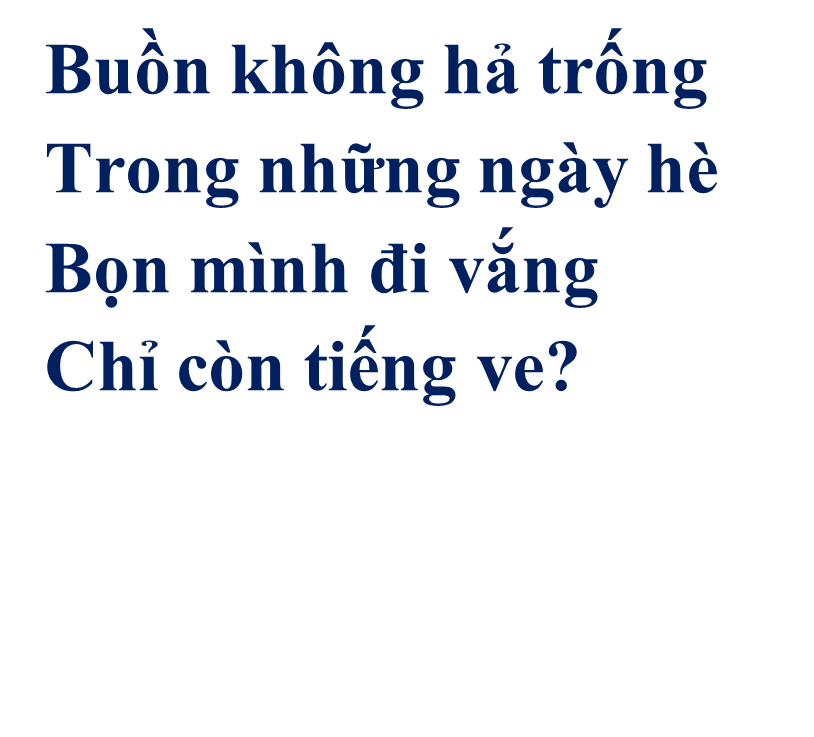 Buồn không hả trống
Trong những ngày hè
Bọn mình đi vắng
Chỉ còn tiếng ve?